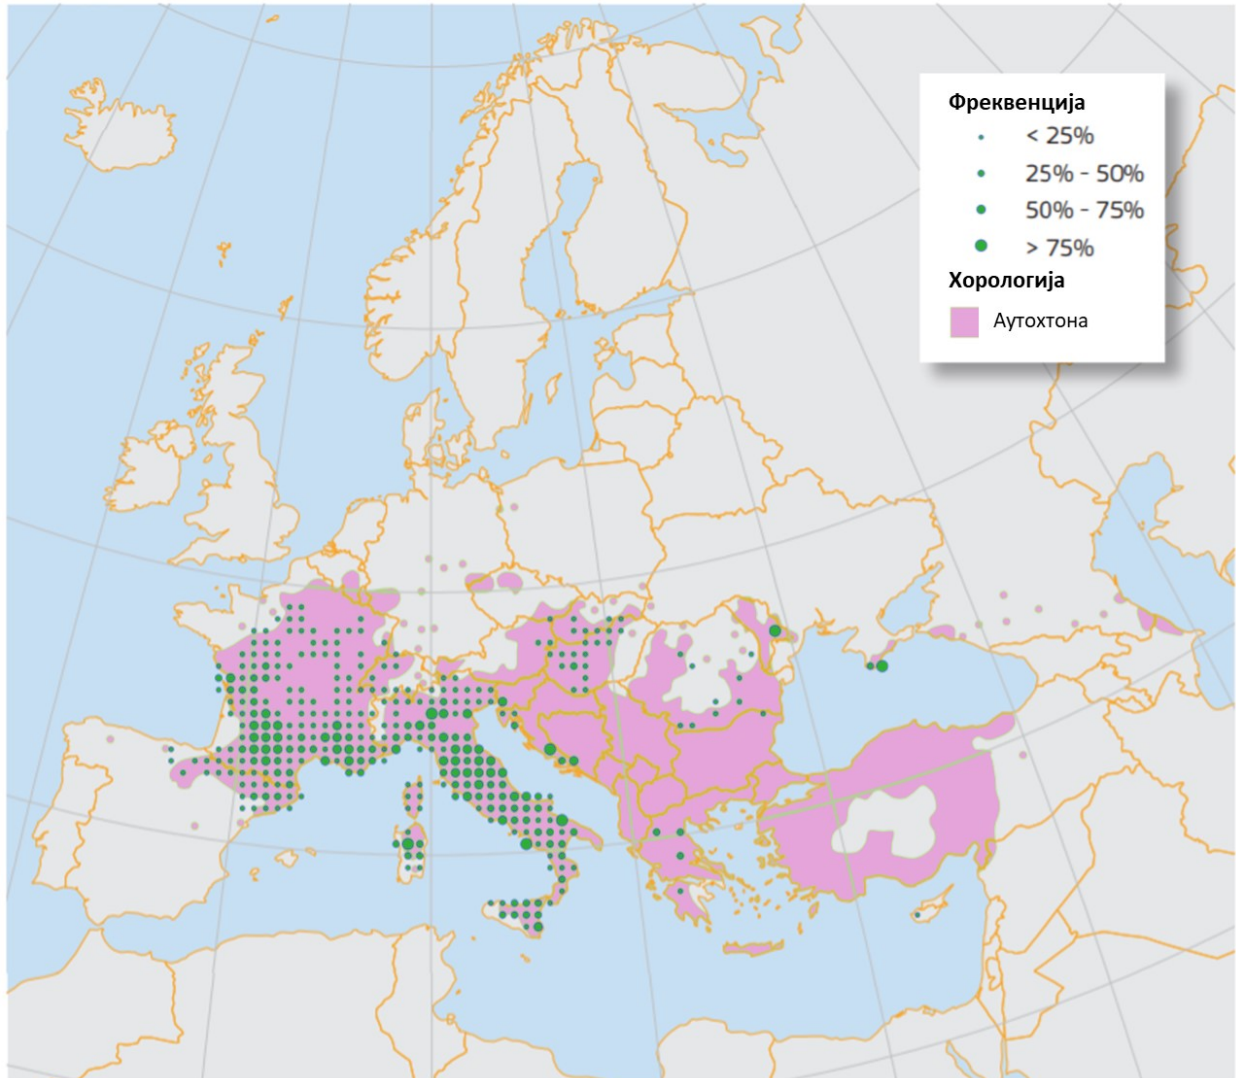 Фреквенција
< 25%
25% - 50%
50% - 75%
> 75%
Хорологија
Аутохтона